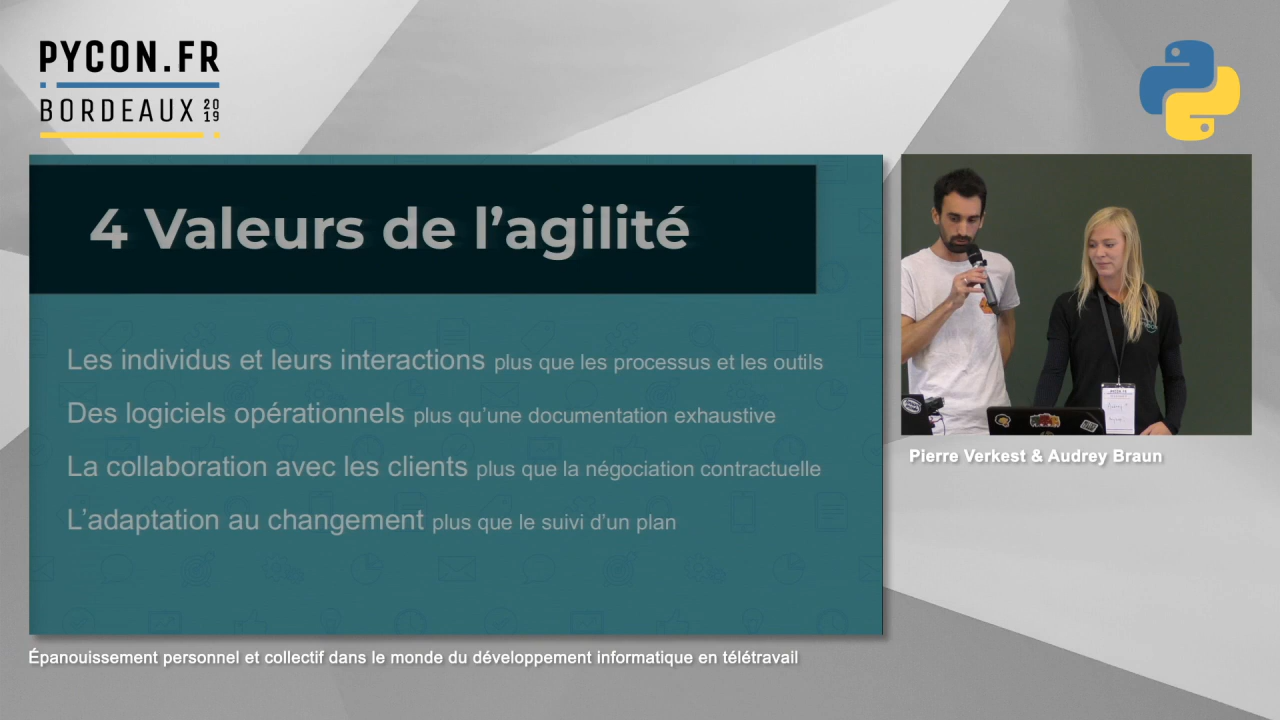 PYCON.FR
BORDEAUX 2019
4 Valeurs de l'agilité
Les individus et leurs interactions plus que les processus et les outils
Des logiciels opérationnels plus qu'une documentation exhaustive
La collaboration avec les clients plus que la négociation contractuelle
L'adaptation au changement plus que le suivi d'un plan
Pierre Verkest & Audrey Braun
Épanouissement personnel et collectif dans le monde du développement informatique en télétravail